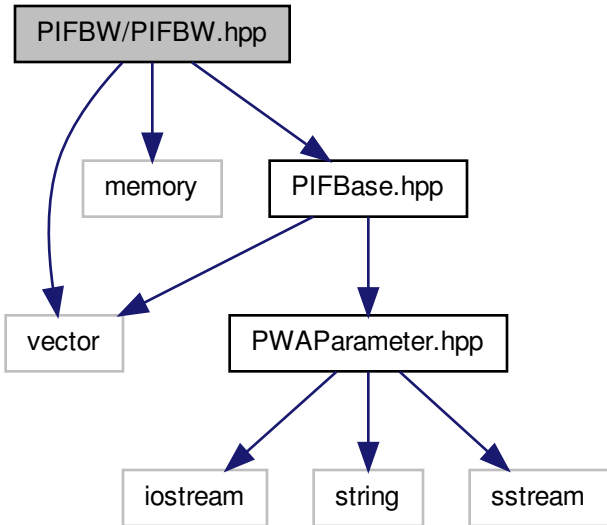 PIFBW/PIFBW.hpp
memory
PIFBase.hpp
vector
PWAParameter.hpp
iostream
string
sstream